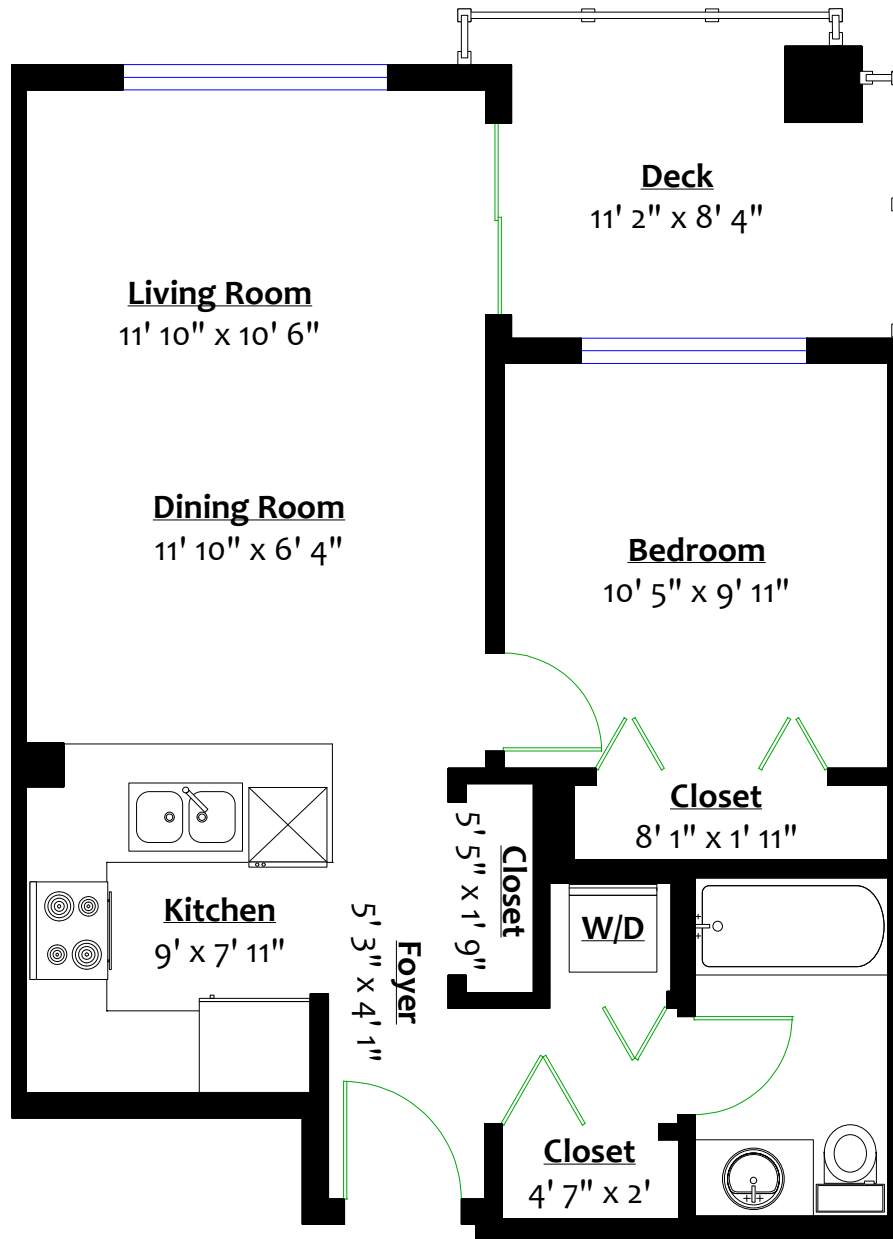 Deck
11' 2" x 8' 4"
Living Room
11' 10" x 10' 6"
Dining Room
11' 10" x 6' 4"
Bedroom
10' 5" x 9' 11"
Closet
8' 1" x 1' 11"
Closet
5' 5" x 1' 9"
Kitchen
9' x 7' 11"
Foyer
5' 3" x 4' 1"
W/D
Closet
4' 7" x 2'